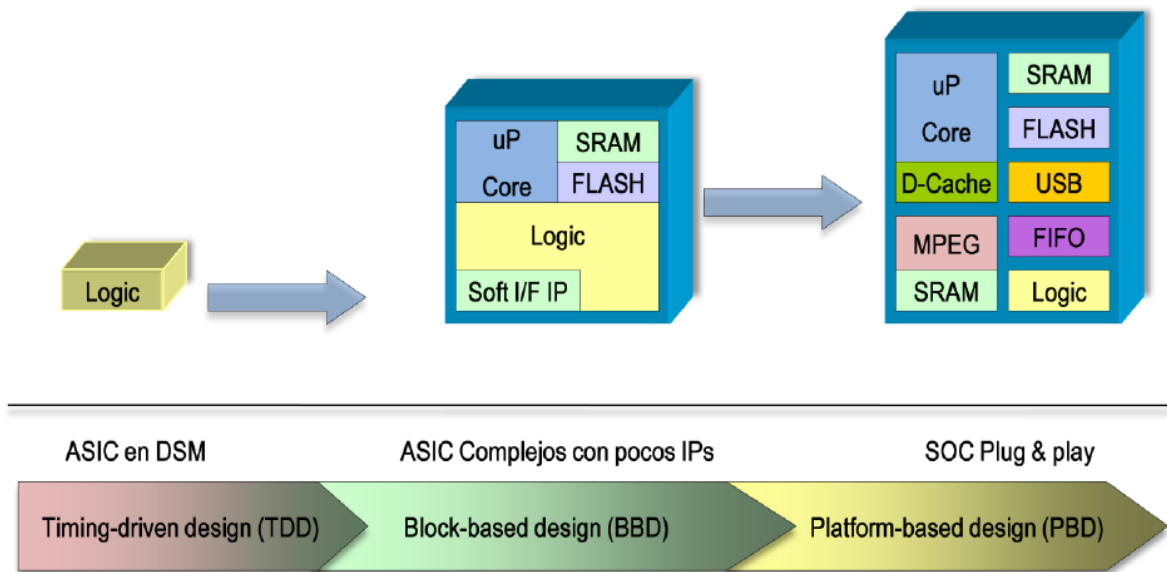 Logic
uP
Core
SRAM
FLASH
Logic
Soft I/F IP
uP
Core
D-Cache
MPEG
SRAM
SRAM
FLASH
USB
FIFO
Logic
ASIC en DSM
ASIC Complejos con pocos IPs
SOC Plug & play
Timing-driven design (TDD)
Block-based design (BBD)
Platform-based design (PBD)